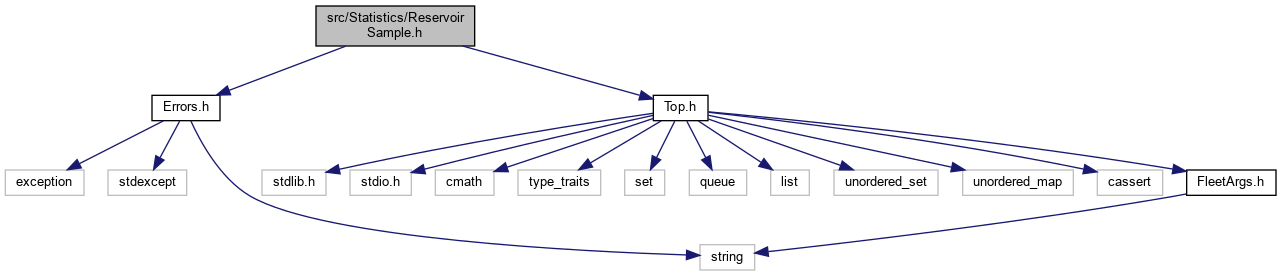 src/Statistics/Reservoir
Sample.h
Errors.h
Top.h
exception
stdexcept
stdlib.h
stdio.h
cmath
type_traits
set
queue
list
unordered_set
unordered_map
cassert
FleetArgs.h
string